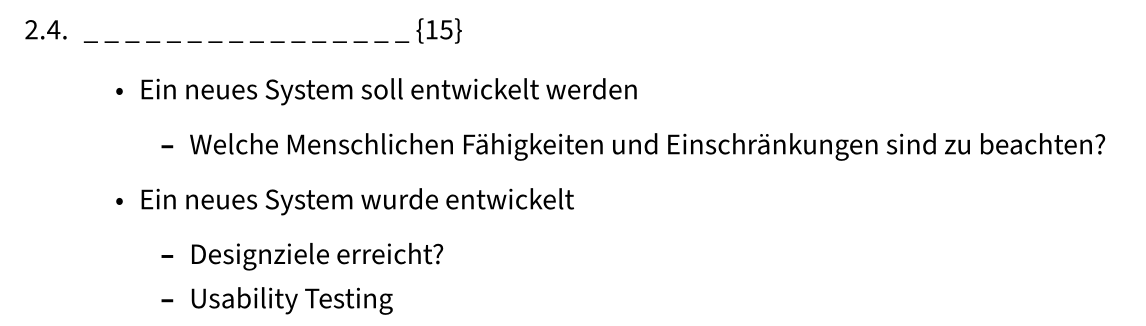 2.4. _ _ _ _ _ _ _ _ _ _ _ _ _ _ _ _ {15}
• Ein neues System soll entwickelt werden
– Welche Menschlichen Fähigkeiten und Einschränkungen sind zu beachten?
• Ein neues System wurde entwickelt
– Designziele erreicht?
– Usability Testing